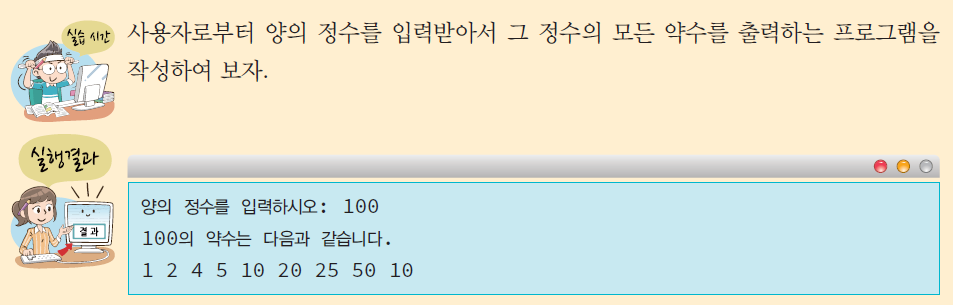 실습 시간
사용자로부터 양의 정수를 입력받아서 그 정수의 모든 약수를 출력하는 프로그램을
작성하여 보자.
실행결과
결과
양의 정수를 입력하시오: 100
100의 약수는 다음과 같습니다.
1 2 4 5 10 20 25 50 10